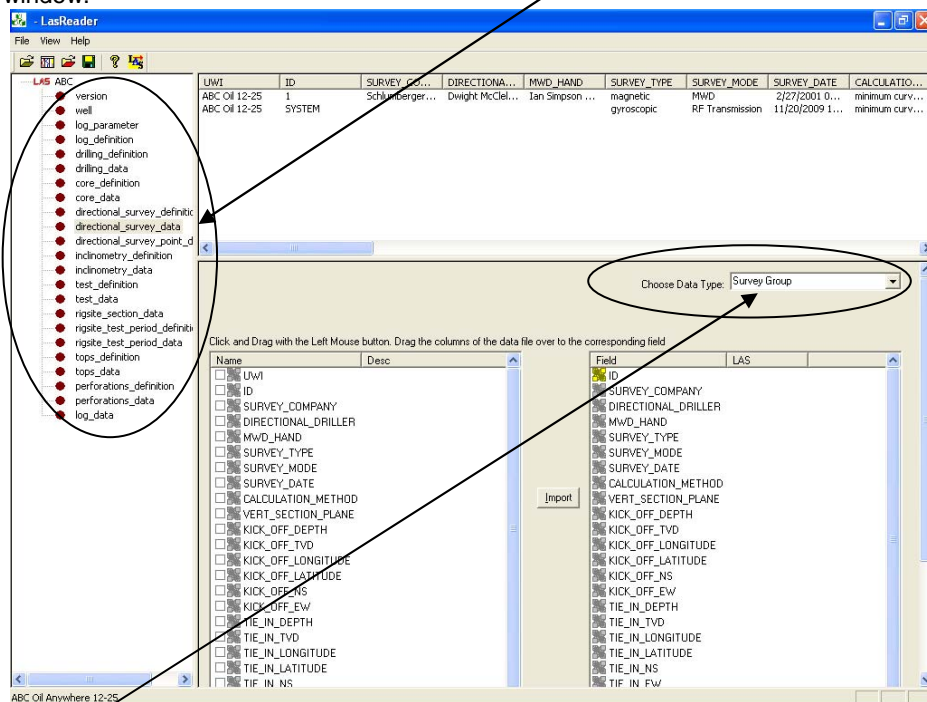 window.
- LasReader
File View Help
LAS ABC
version
well
log_parameter
log_definition
drilling_definition
drilling_data
core_definition
core_data
directional_survey_definitic
directional_survey_data
directional_survey_point_d
inclinometry_definition
inclinometry_data
test_definition
test_data
rigsite_section_data
rigsite_test_period_definiti
rigsite_test_period_data
tops_definition
tops_data
perforations_definition
perforations_data
log_data
UWI ID SURVEY_CO... DIRECTIONA... MWD_HAND SURVEY_TYPE SURVEY_MODE SURVEY_DATE CALCULATIO...
ABC Oil 12-25 1 Schlumberger... Dwight McClel... Ian Simpson ... magnetic MWD 2/27/2001 0... minimum curv...
ABC Oil 12-25 SYSTEM gyroscopic RF Transmission 11/20/2009 1... minimum curv...
Choose Data Type: Survey Group
Click and Drag with the Left Mouse button. Drag the columns of the data file over to the corresponding field
Name Desc
UWI
ID
SURVEY_COMPANY
DIRECTIONAL_DRILLER
MWD_HAND
SURVEY_TYPE
SURVEY_MODE
SURVEY_DATE
CALCULATION_METHOD
VERT_SECTION_PLANE
KICK_OFF_DEPTH
KICK_OFF_TVD
KICK_OFF_LONGITUDE
KICK_OFF_LATITUDE
KICK_OFF_NS
KICK_OFF_EW
TIE_IN_DEPTH
TIE_IN_TVD
TIE_IN_LONGITUDE
TIE_IN_LATITUDE
TIE_IN_NS
Import
Field LAS
ID
SURVEY_COMPANY
DIRECTIONAL_DRILLER
MWD_HAND
SURVEY_TYPE
SURVEY_MODE
SURVEY_DATE
CALCULATION_METHOD
VERT_SECTION_PLANE
KICK_OFF_DEPTH
KICK_OFF_TVD
KICK_OFF_LONGITUDE
KICK_OFF_LATITUDE
KICK_OFF_NS
KICK_OFF_EW
TIE_IN_DEPTH
TIE_IN_TVD
TIE_IN_LONGITUDE
TIE_IN_LATITUDE
TIE_IN_NS
TIE_IN_EW
ABC Oil Anywhere 12-25